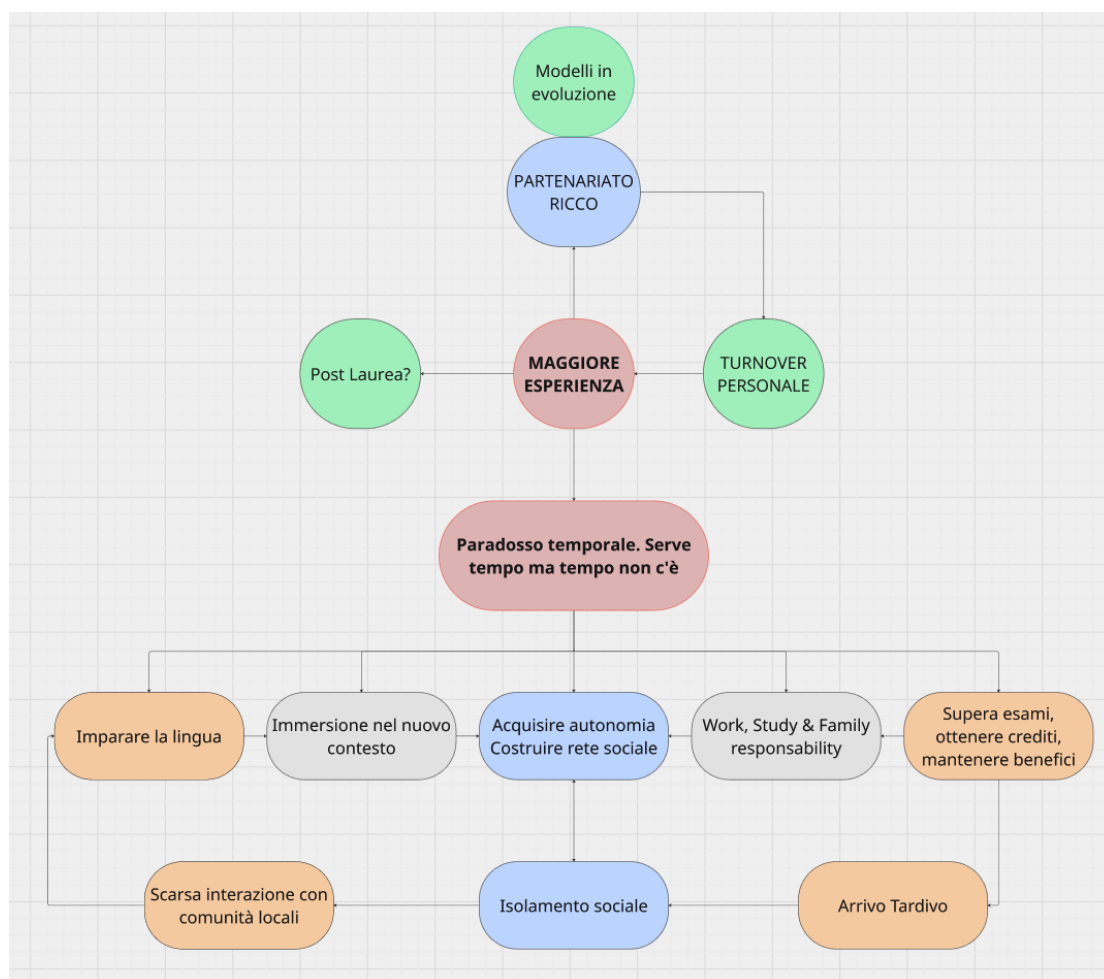 Modelli in
evoluzione
PARTENARIATO
RICCO
Post Laurea?
MAGGIORE
ESPERIENZA
TURNOVER
PERSONALE
Paradosso temporale. Serve
tempo ma tempo non c'è
Imparare la lingua
Immersione nel nuovo
contesto
Acquisire autonomia
Costruire rete sociale
Work, Study & Family
responsability
Supera esami,
ottenere crediti,
mantenere benefici
Scarsa interazione con
comunità locali
Isolamento sociale
Arrivo Tardivo